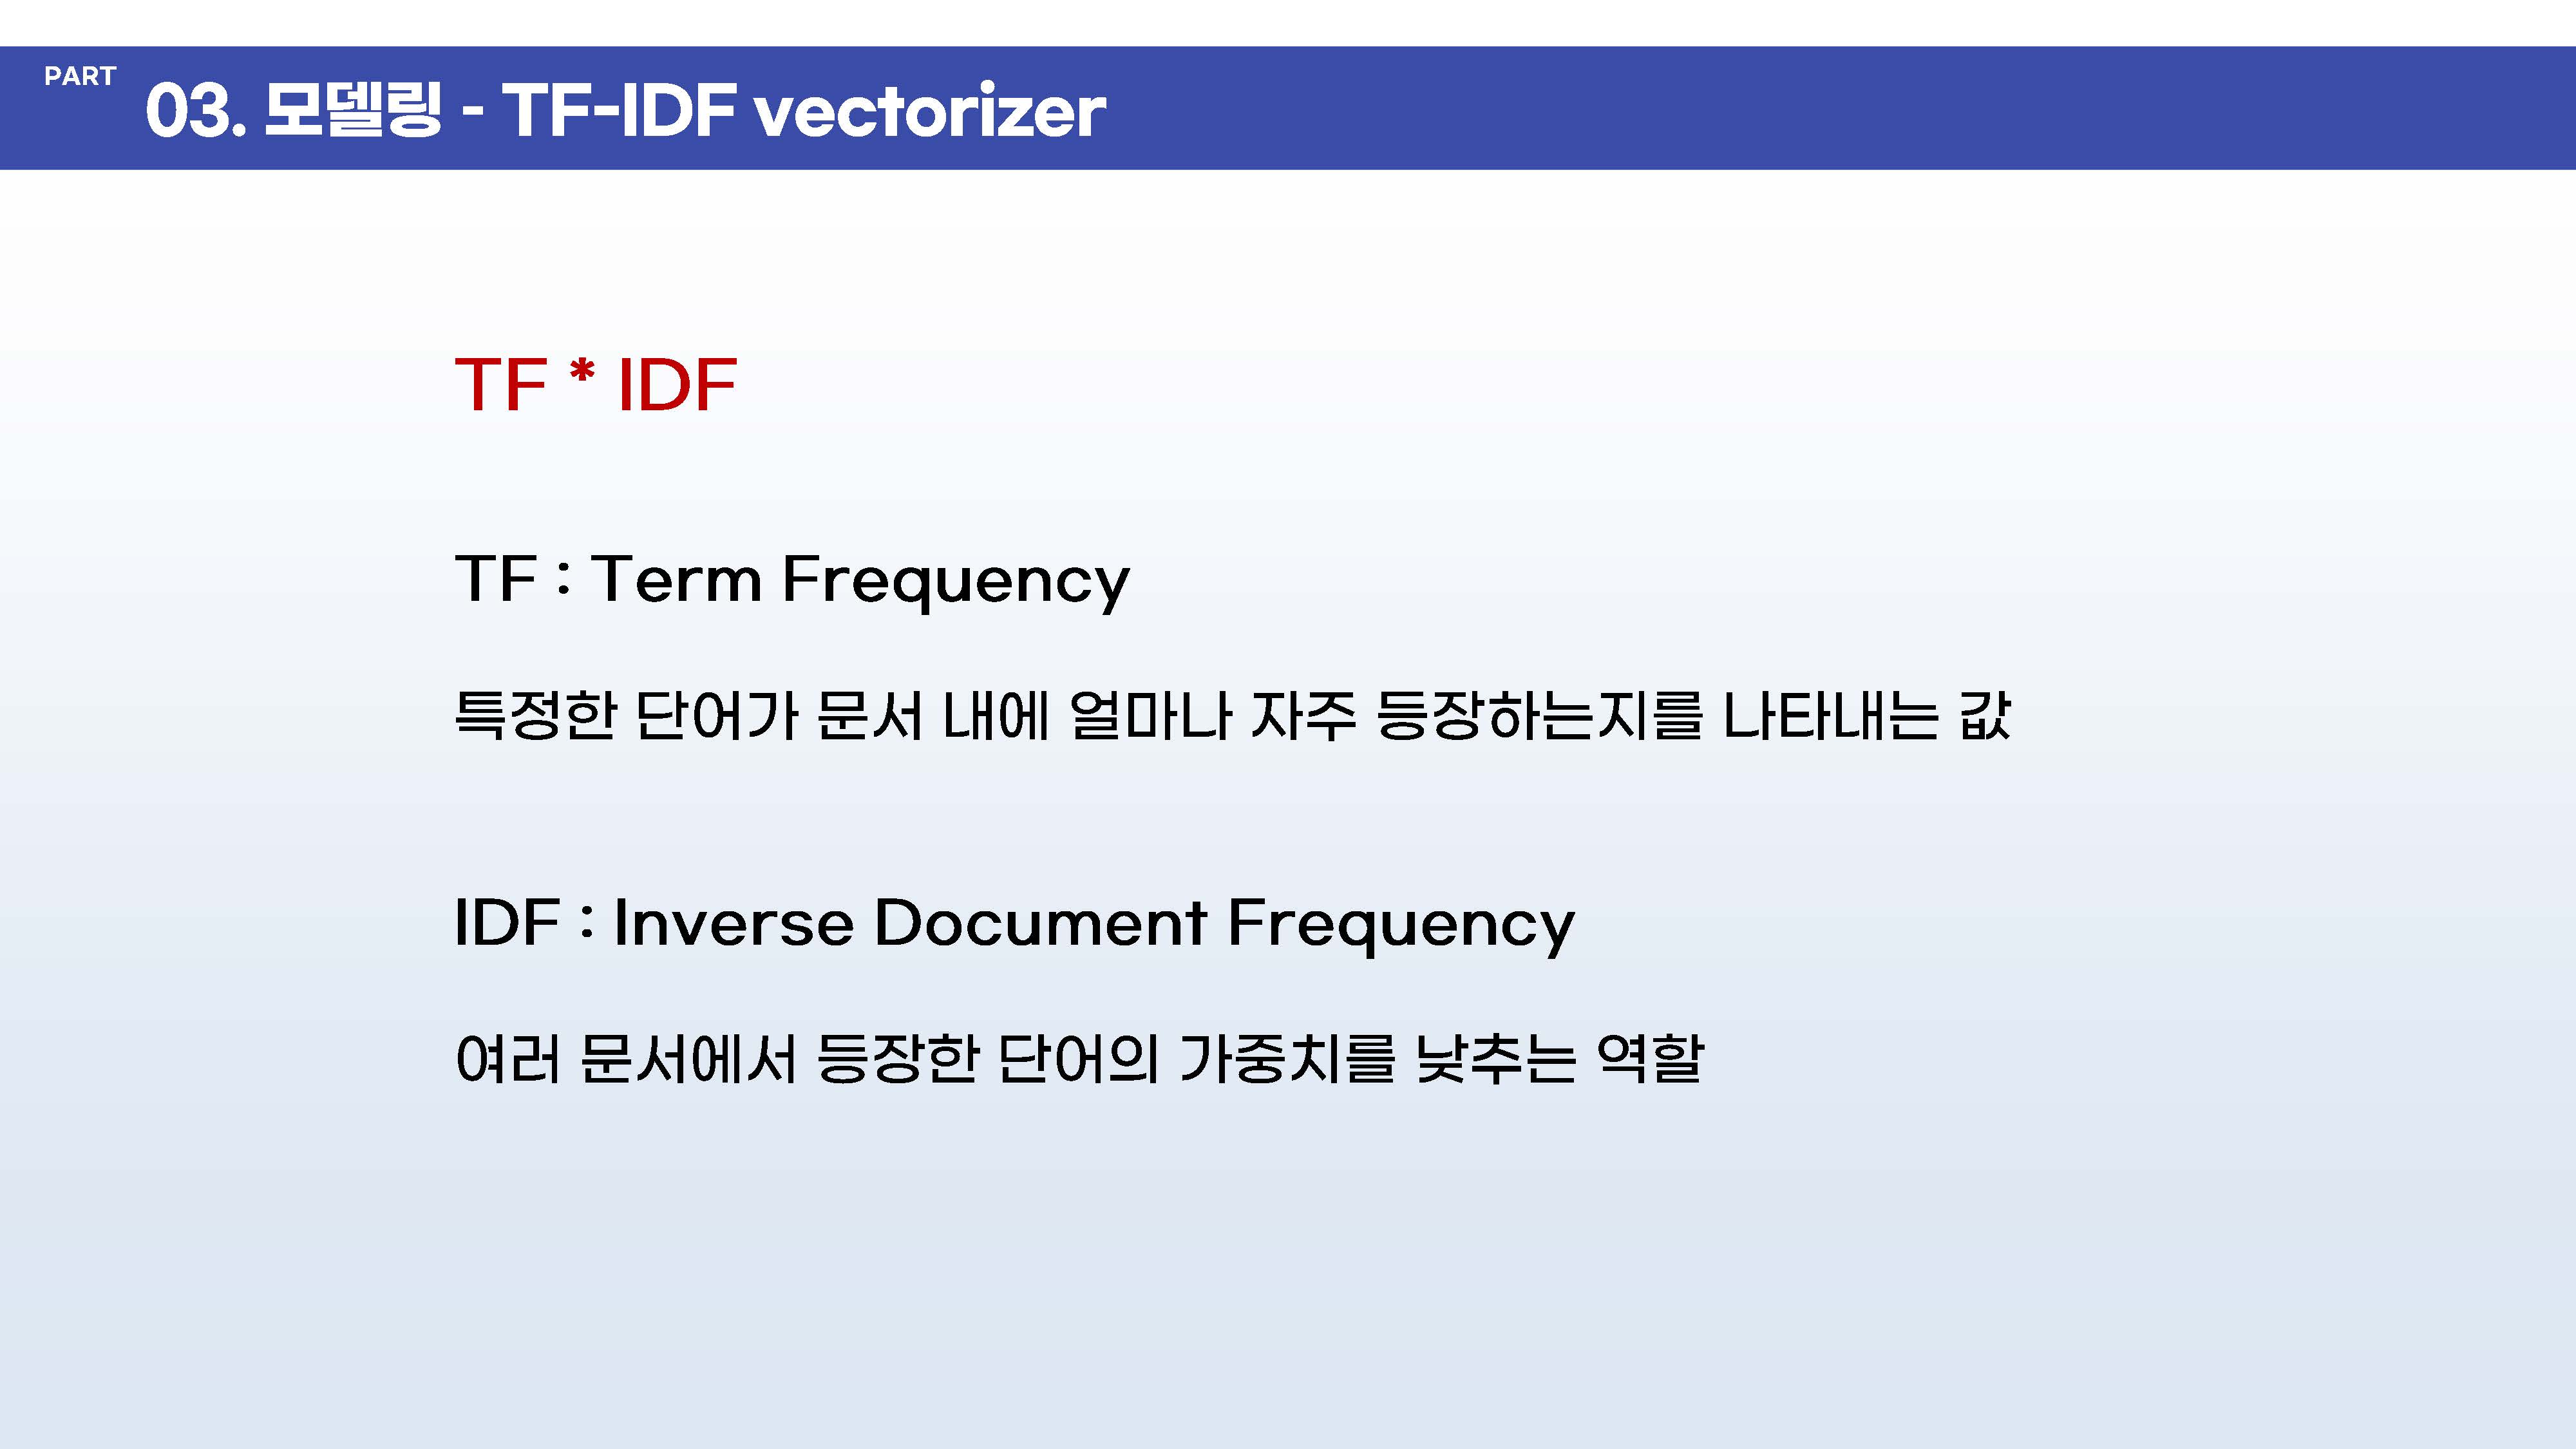 PART
03. 모델링 - TF-IDF vectorizer
TF * IDF
TF : Term Frequency
특정한 단어가 문서 내에 얼마나 자주 등장하는지를 나타내는 값
IDF : Inverse Document Frequency
여러 문서에서 등장한 단어의 가중치를 낮추는 역할